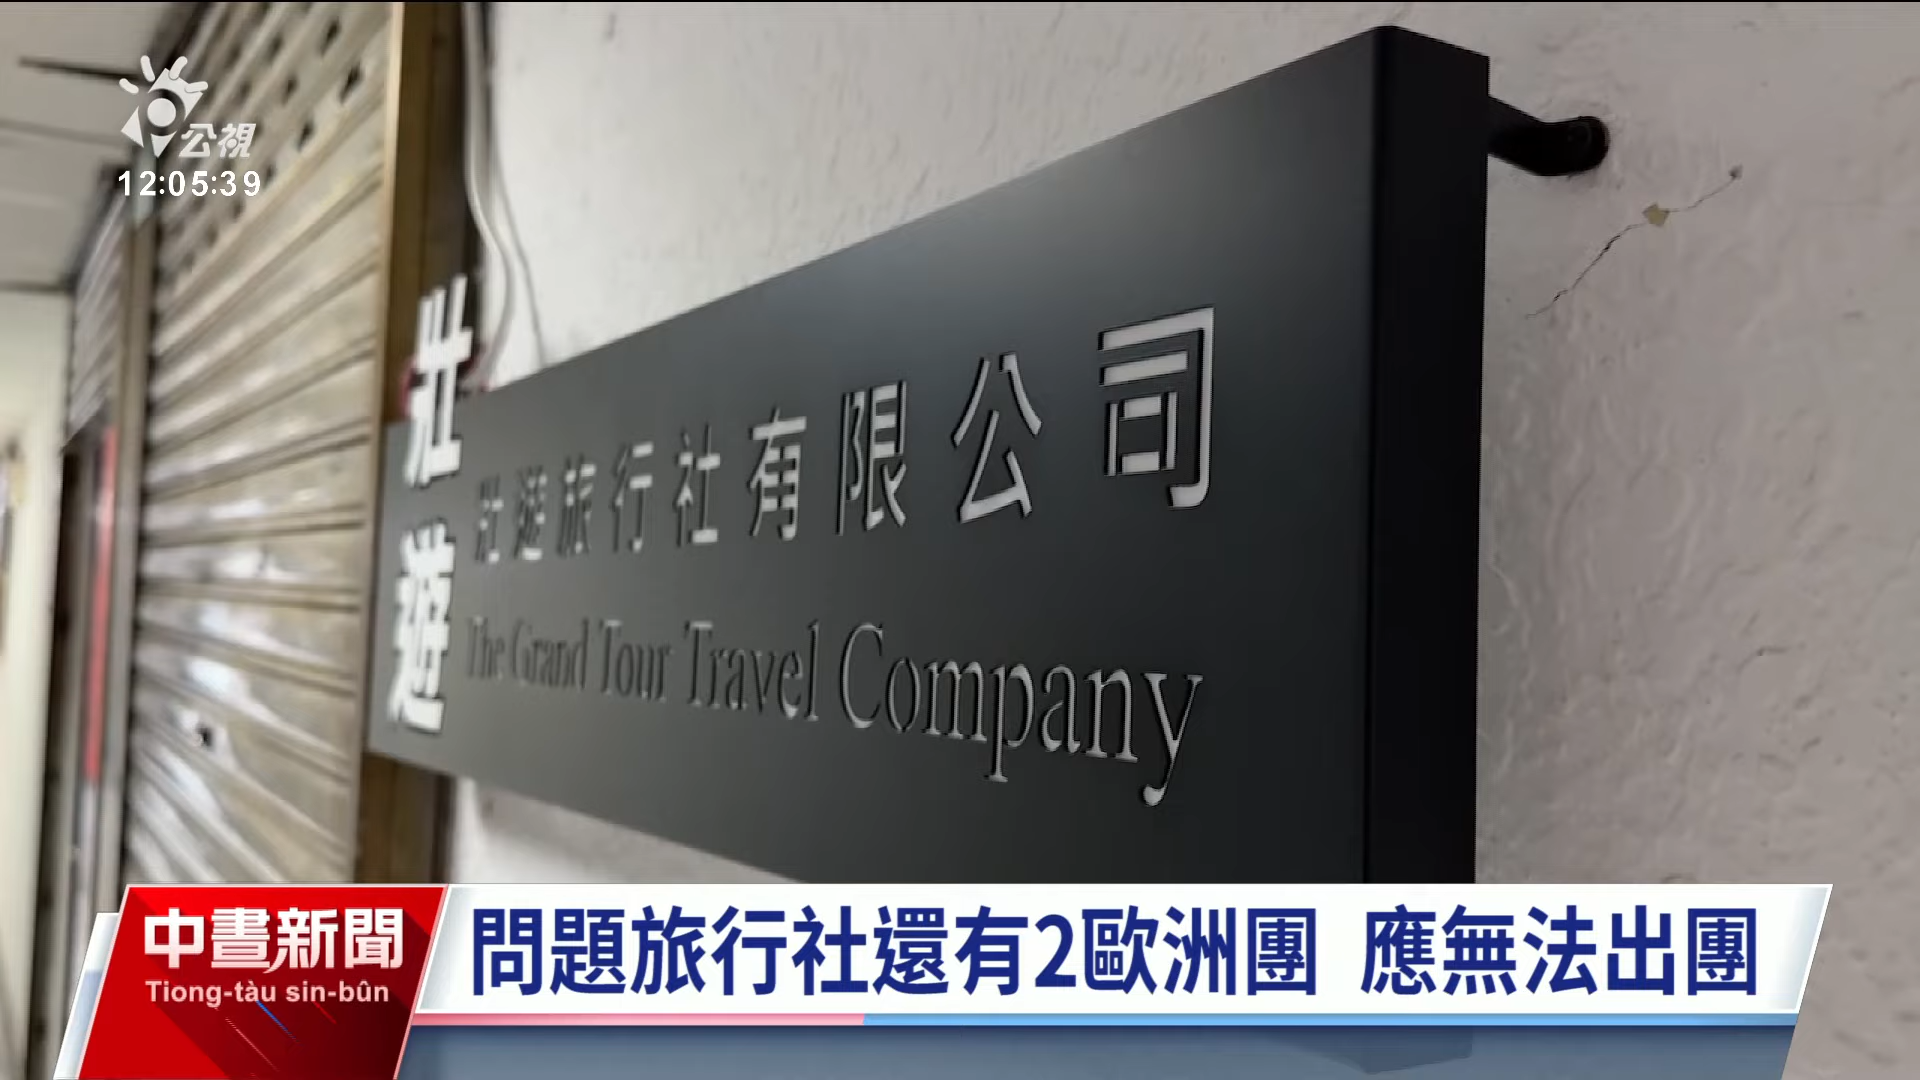 公視
12:05:39
壯遊
壯遊旅行社有限公司
The Grand Tour Travel Company
中晝新聞
Tiong-tàu sin-bûn
問題旅行社還有2歐洲團 應無法出團